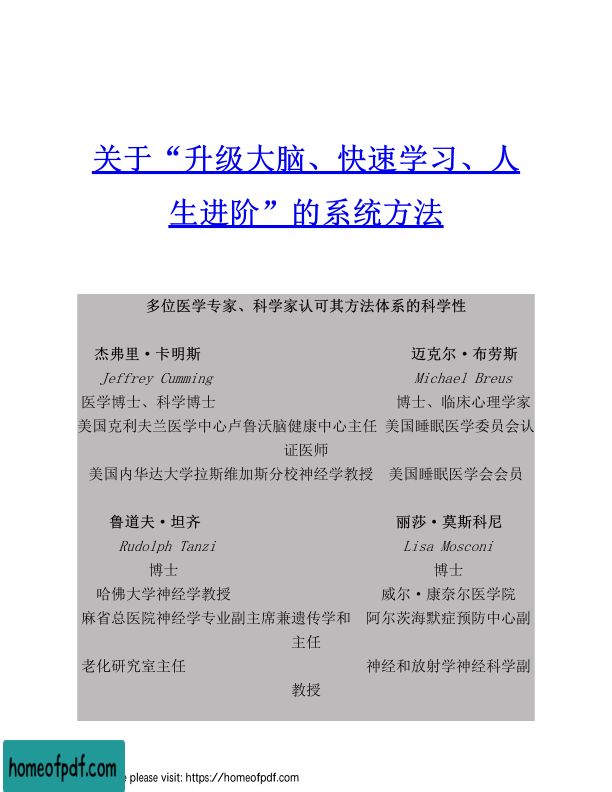 关于“升级大脑、快速学习、人
生进阶”的系统方法
多位医学专家、科学家认可其方法体系的科学性
杰弗里·卡明斯 迈克尔·布劳斯
Jeffrey Cumming Michael Breus
医学博士、科学博士 博士、临床心理学家
美国克利夫兰医学中心卢鲁沃脑健康中心主任 美国睡眠医学委员会认
证医师
美国内华达大学拉斯维加斯分校神经学教授 美国睡眠医学会会员
鲁道夫·坦齐 丽莎·莫斯科尼
Rudolph Tanzi Lisa Mosconi
博士 博士
哈佛大学神经学教授 威尔·康奈尔医学院
麻省总医院神经学专业副主席兼遗传学和 阿尔茨海默症预防中心副
主任
老化研究室主任 神经和放射学神经科学副
教授
homeofpdf.com
please visit: https://homeofpdf.com